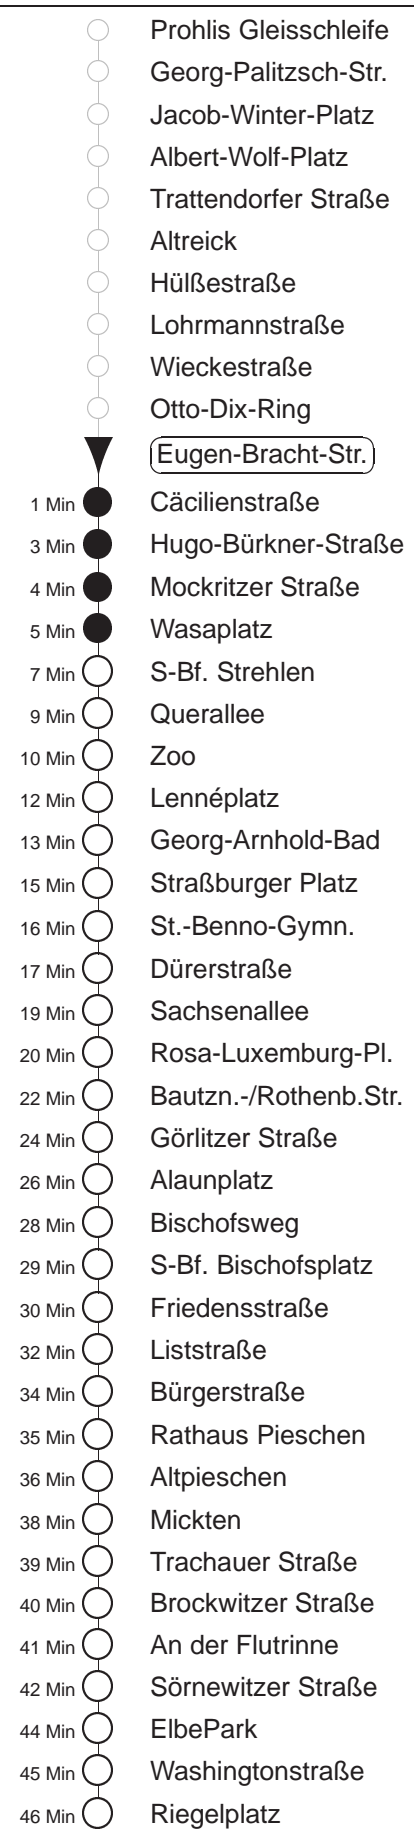 Prohlis Gleisschleife
Georg-Palitzsch-Str.
Jacob-Winter-Platz
Albert-Wolf-Platz
Trattendorfer Straße
Altreick
Hülßestraße
Lohrmannstraße
Wieckestraße
Otto-Dix-Ring
Eugen-Bracht-Str.
1 Min Cäcilienstraße
3 Min Hugo-Bürkner-Straße
4 Min Mockritzer Straße
5 Min Wasaplatz
7 Min S-Bf. Strehlen
9 Min Querallee
10 Min Zoo
12 Min Lennéplatz
13 Min Georg-Arnhold-Bad
15 Min Straßburger Platz
16 Min St.-Benno-Gymn.
17 Min Dürerstraße
19 Min Sachsenallee
20 Min Rosa-Luxemburg-Pl.
22 Min Bautzn.-/Rothenb.Str.
24 Min Görlitzer Straße
26 Min Alaunplatz
28 Min Bischofsweg
29 Min S-Bf. Bischofsplatz
30 Min Friedensstraße
32 Min Liststraße
34 Min Bürgerstraße
35 Min Rathaus Pieschen
36 Min Altpieschen
38 Min Mickten
39 Min Trachauer Straße
40 Min Brockwitzer Straße
41 Min An der Flutrinne
42 Min Sörnewitzer Straße
44 Min ElbePark
45 Min Washingtonstraße
46 Min Riegelplatz